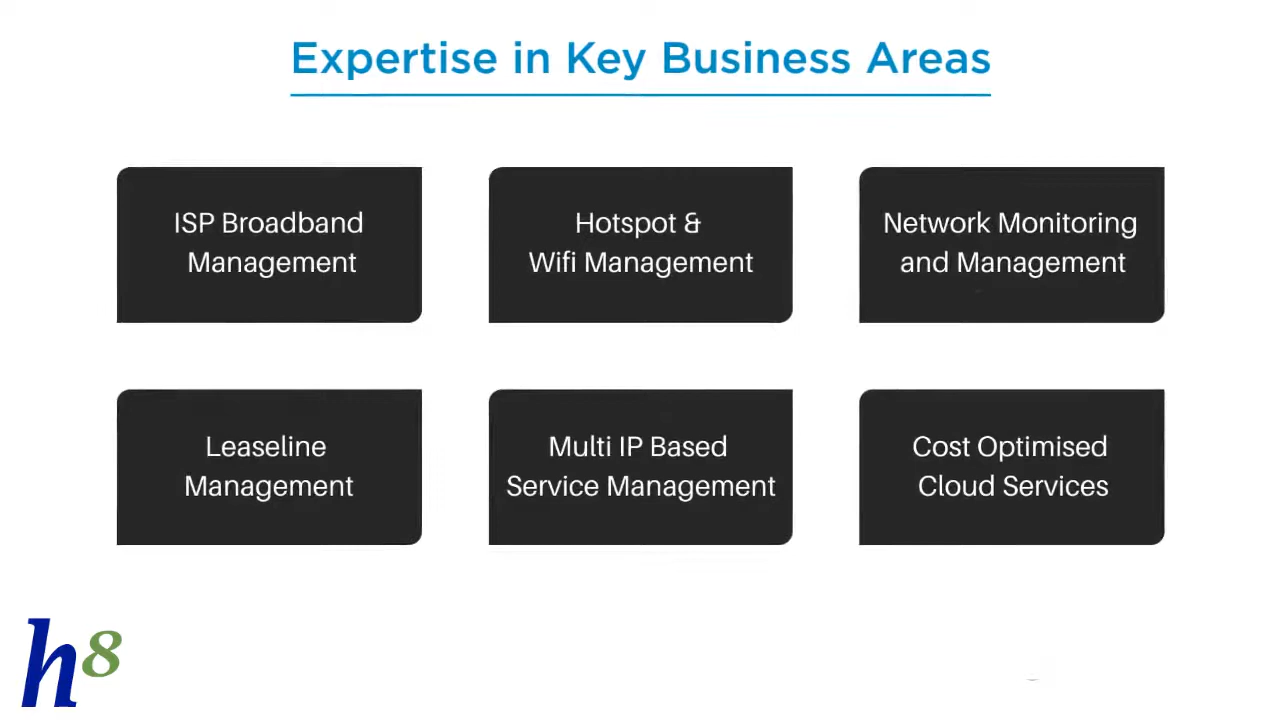 Expertise in Key Business Areas
ISP Broadband
Management
Hotspot &
Wifi Management
Network Monitoring
and Management
Leaseline
Management
Multi IP Based
Service Management
Cost Optimised
Cloud Services
h8